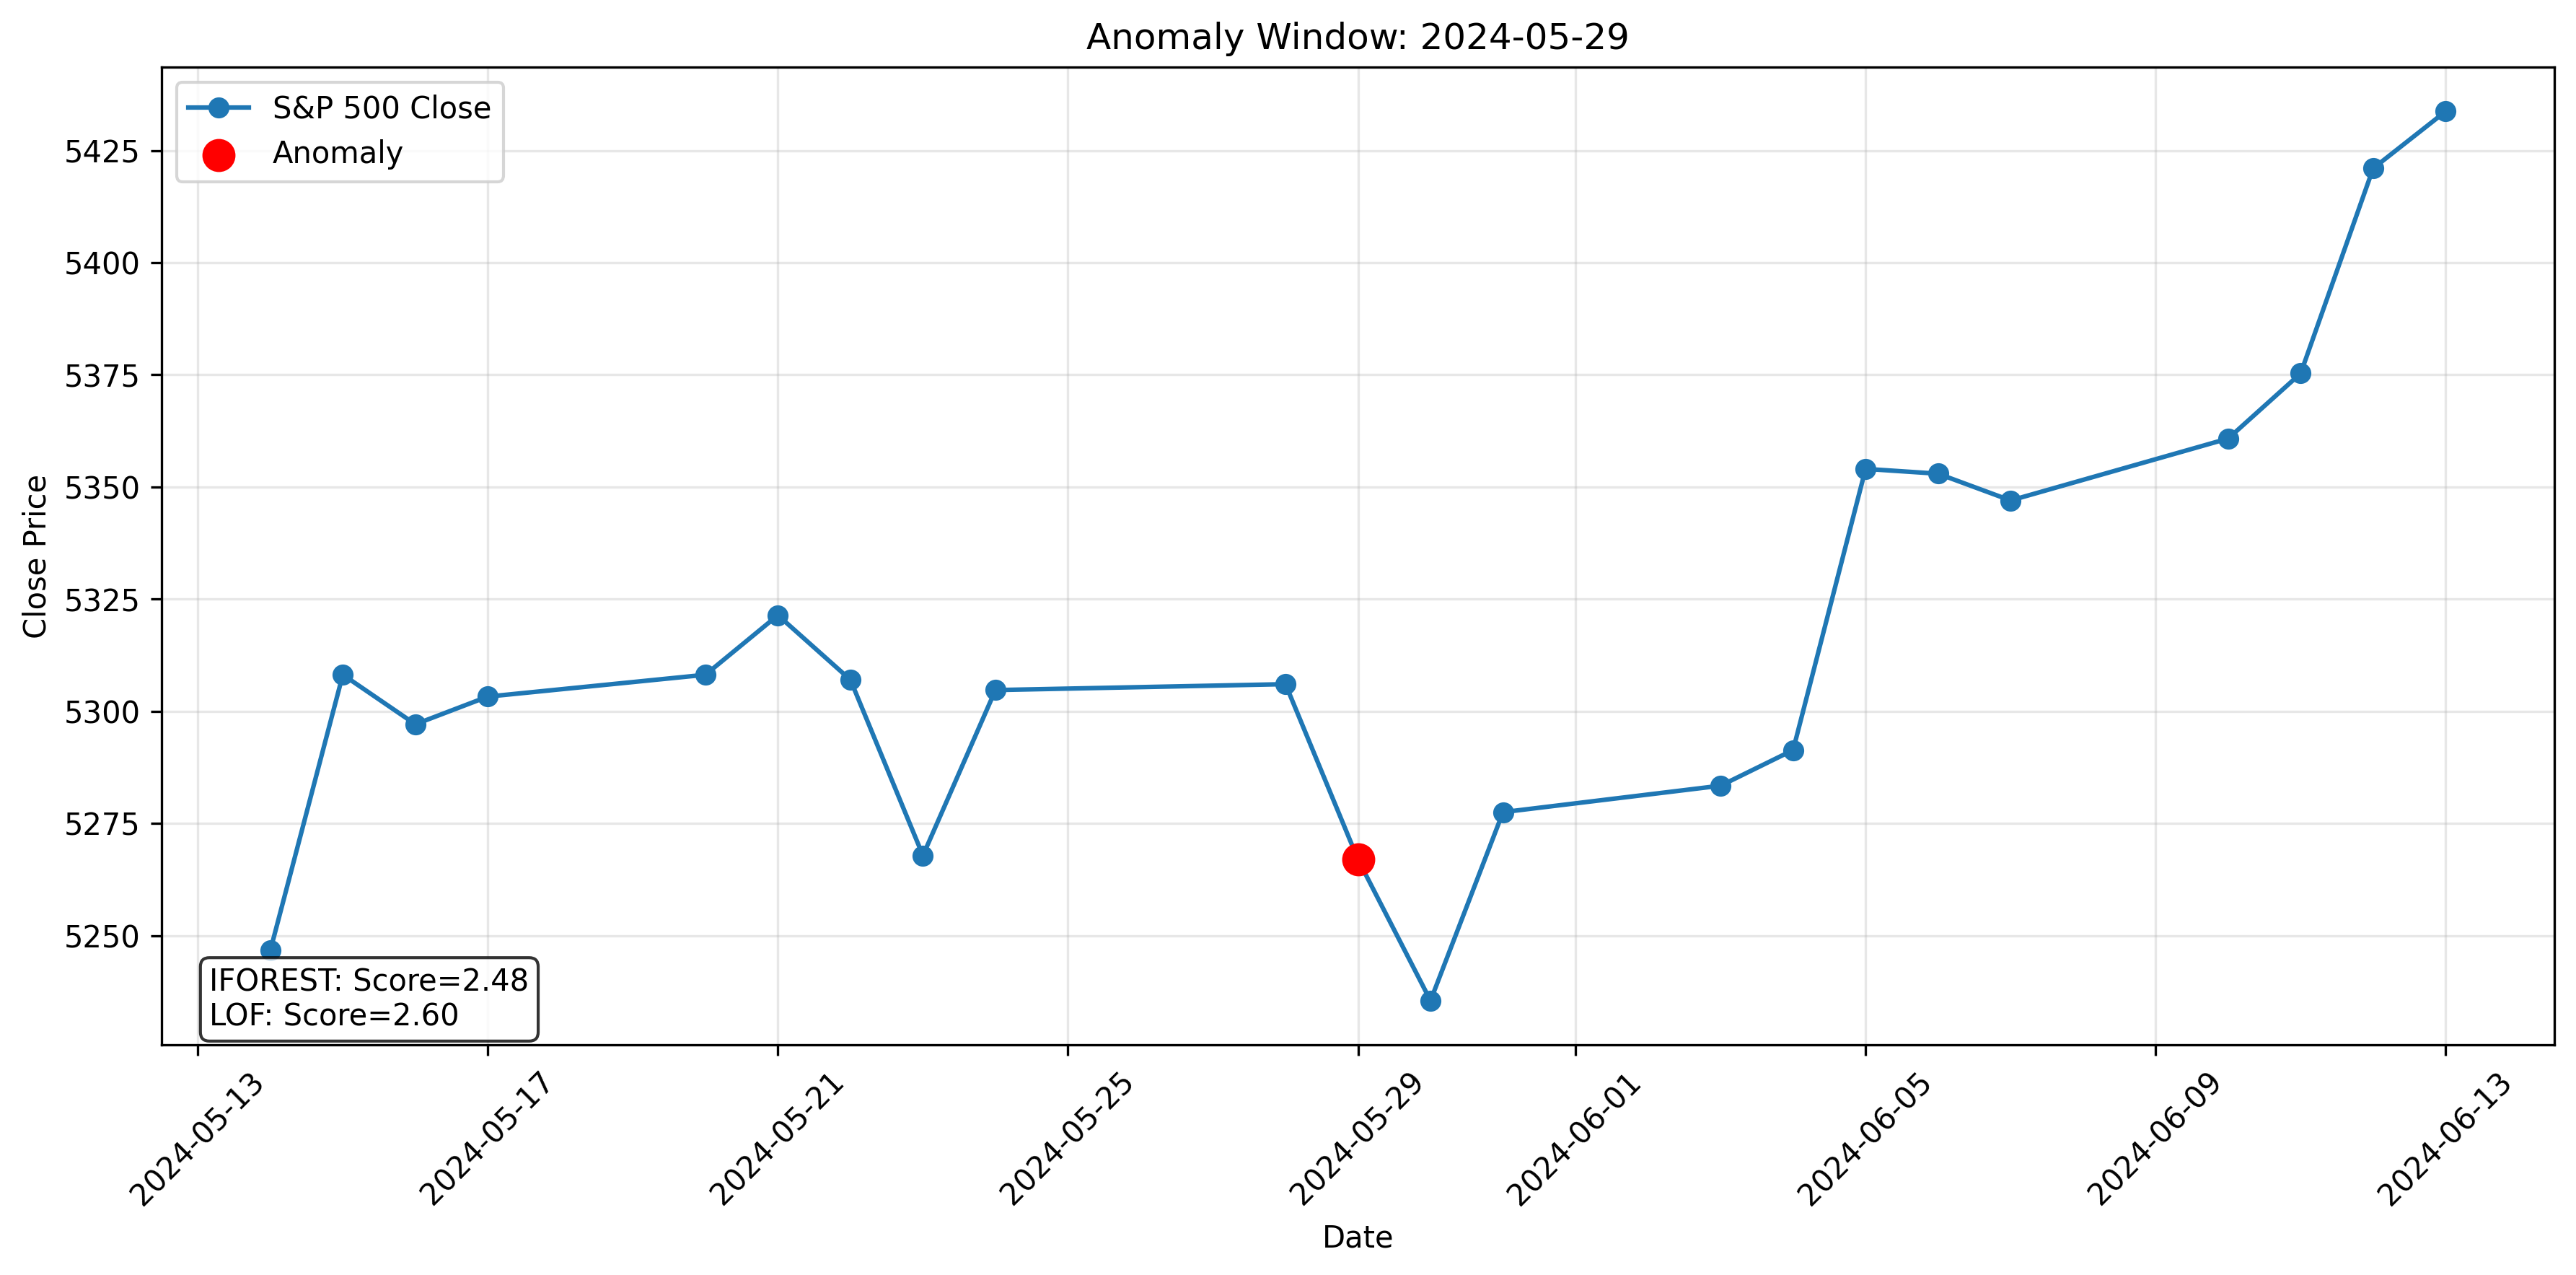 Anomaly Window: 2024-05-29
S&P 500 Close
Anomaly
Close Price
5425
5400
5375
5350
5325
5300
5275
5250
IFOREST: Score=2.48
LOF: Score=2.60
2024-05-13
2024-05-17
2024-05-21
2024-05-25
2024-05-29
2024-06-01
2024-06-05
2024-06-09
2024-06-13
Date